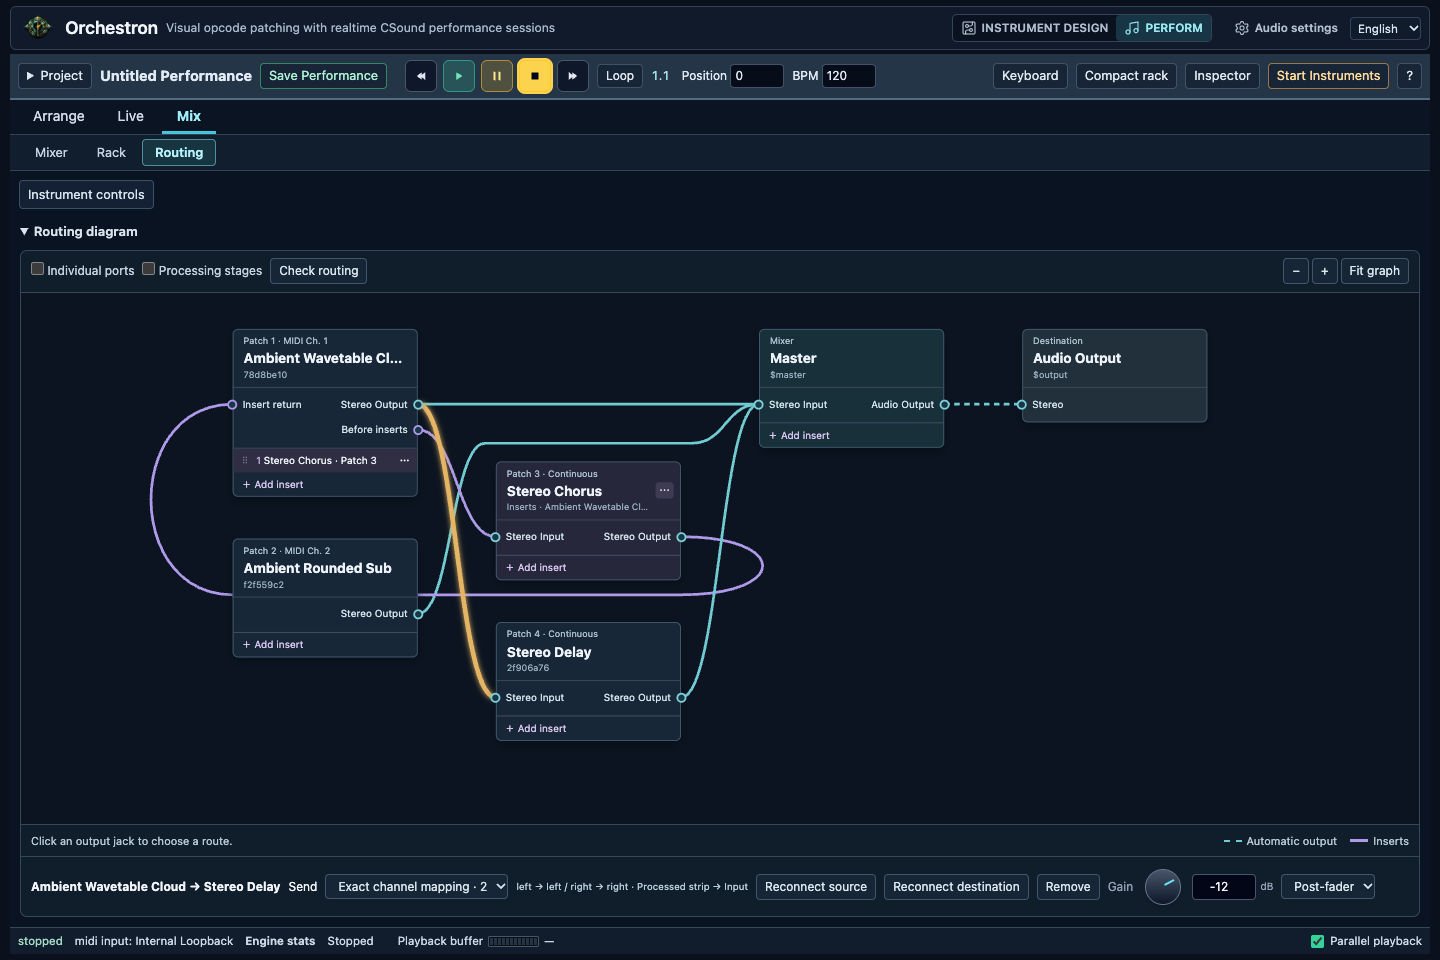 Orchestron Visual opcode patching with realtime CSound performance sessions INSTRUMENT DESIGN PERFORM Audio settings English
Project Untitled Performance Save Performance Loop 1.1 Position 0 BPM 120 Keyboard Compact rack Inspector Start Instruments ?
Arrange Live Mix
Mixer Rack Routing
Instrument controls
▼ Routing diagram
Individual ports Processing stages Check routing − + Fit graph
Patch 1 · MIDI Ch. 1
Ambient Wavetable Cl...
78d8be10
Insert return Stereo Output
Before inserts
1 Stereo Chorus · Patch 3 ...
+ Add insert
Mixer
Master
$master
Stereo Input Audio Output
+ Add insert
Destination
Audio Output
$output
Stereo
Patch 3 · Continuous
Stereo Chorus ...
Inserts · Ambient Wavetable Cl...
Stereo Input Stereo Output
+ Add insert
Patch 2 · MIDI Ch. 2
Ambient Rounded Sub
f2f559c2
Stereo Output
+ Add insert
Patch 4 · Continuous
Stereo Delay
2f906a76
Stereo Input Stereo Output
+ Add insert
Click an output jack to choose a route. Automatic output Inserts
Ambient Wavetable Cloud → Stereo Delay Send Exact channel mapping · 2 left → left / right → right · Processed strip → Input Reconnect source Reconnect destination Remove Gain -12 dB Post-fader
stopped midi input: Internal Loopback Engine stats Stopped Playback buffer — Parallel playback